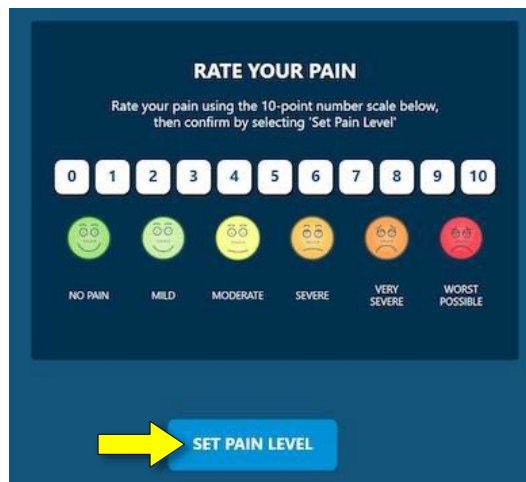 RATE YOUR PAIN
Rate your pain using the 10-point number scale below,
then confirm by selecting 'Set Pain Level'
0 1 2 3 4 5 6 7 8 9 10
NO PAIN MILD MODERATE SEVERE VERY SEVERE WORST POSSIBLE
SET PAIN LEVEL